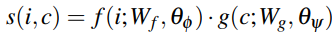 s(i,c) = f(i;W_f,θ_ϕ) · g(c;W_g,θ_ψ)